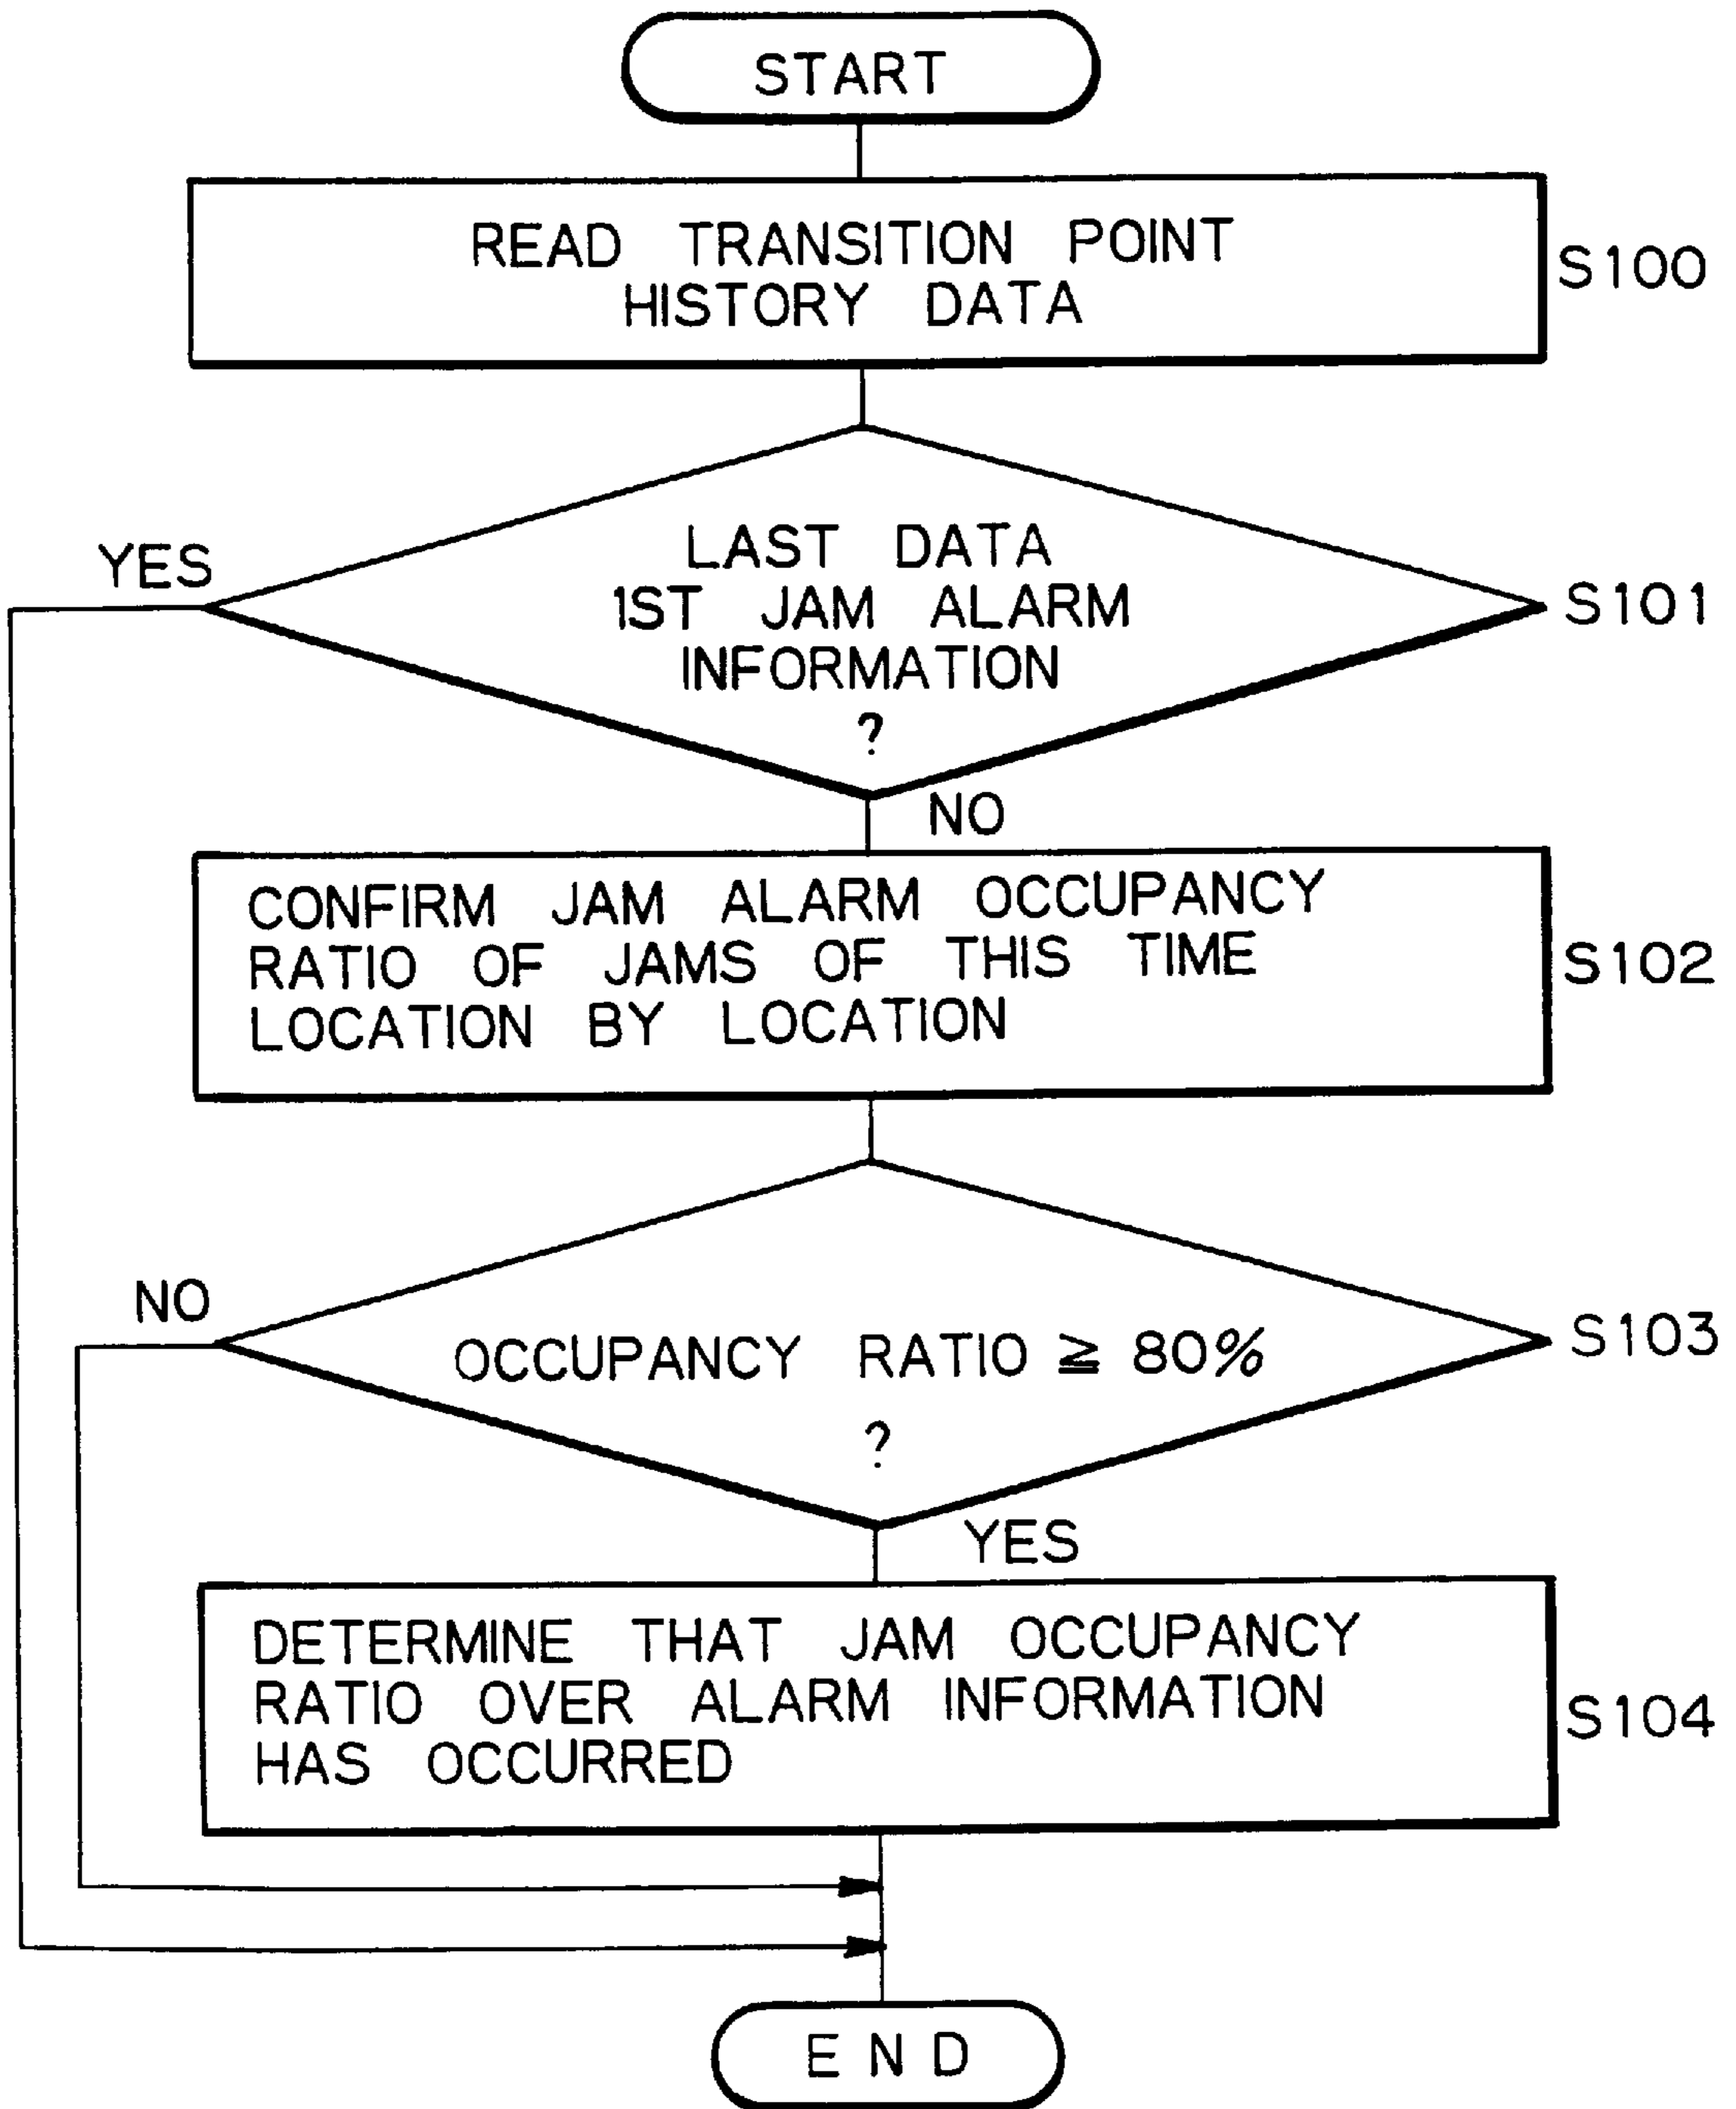 START
READ TRANSITION POINT
HISTORY DATA
S100
LAST DATA
1ST JAM ALARM
INFORMATION
?
S101
YES
NO
CONFIRM JAM ALARM OCCUPANCY
RATIO OF JAMS OF THIS TIME
LOCATION BY LOCATION
S102
OCCUPANCY RATIO ≧ 80%
?
S103
NO
YES
DETERMINE THAT JAM OCCUPANCY
RATIO OVER ALARM INFORMATION
HAS OCCURRED
S104
END